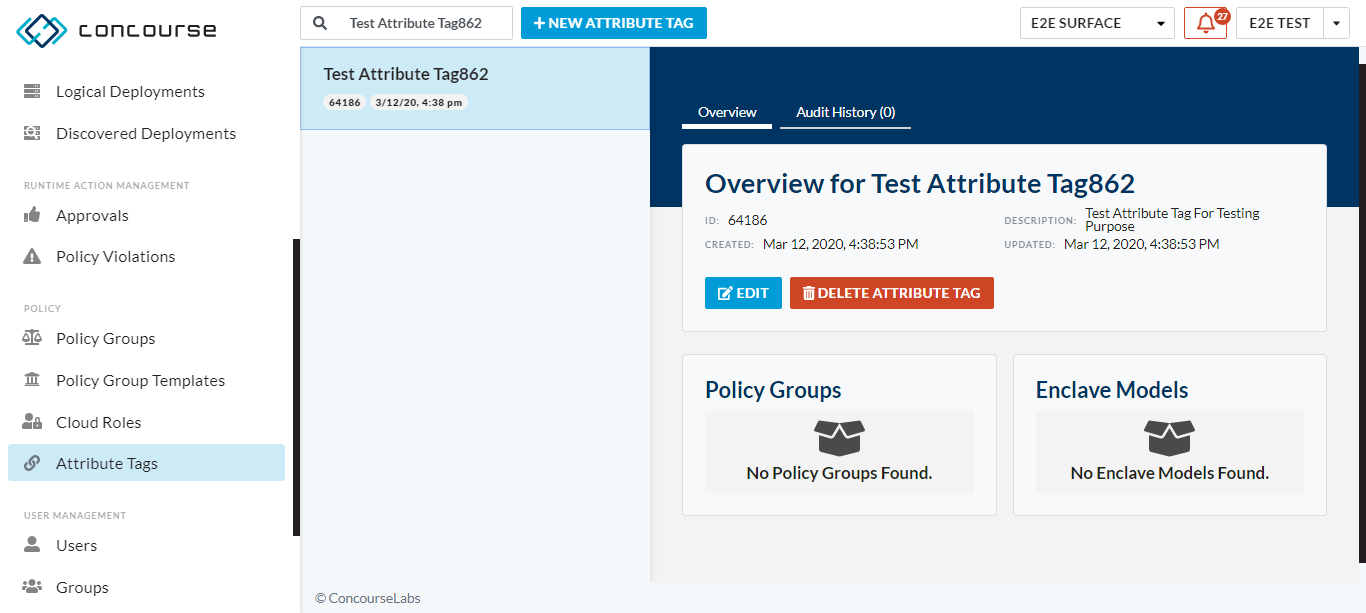 concourse
Test Attribute Tag862
NEW ATTRIBUTE TAG
E2E SURFACE
27
E2E TEST
Logical Deployments
Discovered Deployments
RUNTIME ACTION MANAGEMENT
Approvals
Policy Violations
POLICY
Policy Groups
Policy Group Templates
Cloud Roles
Attribute Tags
USER MANAGEMENT
Users
Groups
Test Attribute Tag862
64186 3/12/20, 4:38 pm
Overview
Audit History (0)
Overview for Test Attribute Tag862
ID: 64186
DESCRIPTION: Test Attribute Tag For Testing
Purpose
CREATED: Mar 12, 2020, 4:38:53 PM
UPDATED: Mar 12, 2020, 4:38:53 PM
EDIT
DELETE ATTRIBUTE TAG
Policy Groups
No Policy Groups Found.
Enclave Models
No Enclave Models Found.
© ConcourseLabs